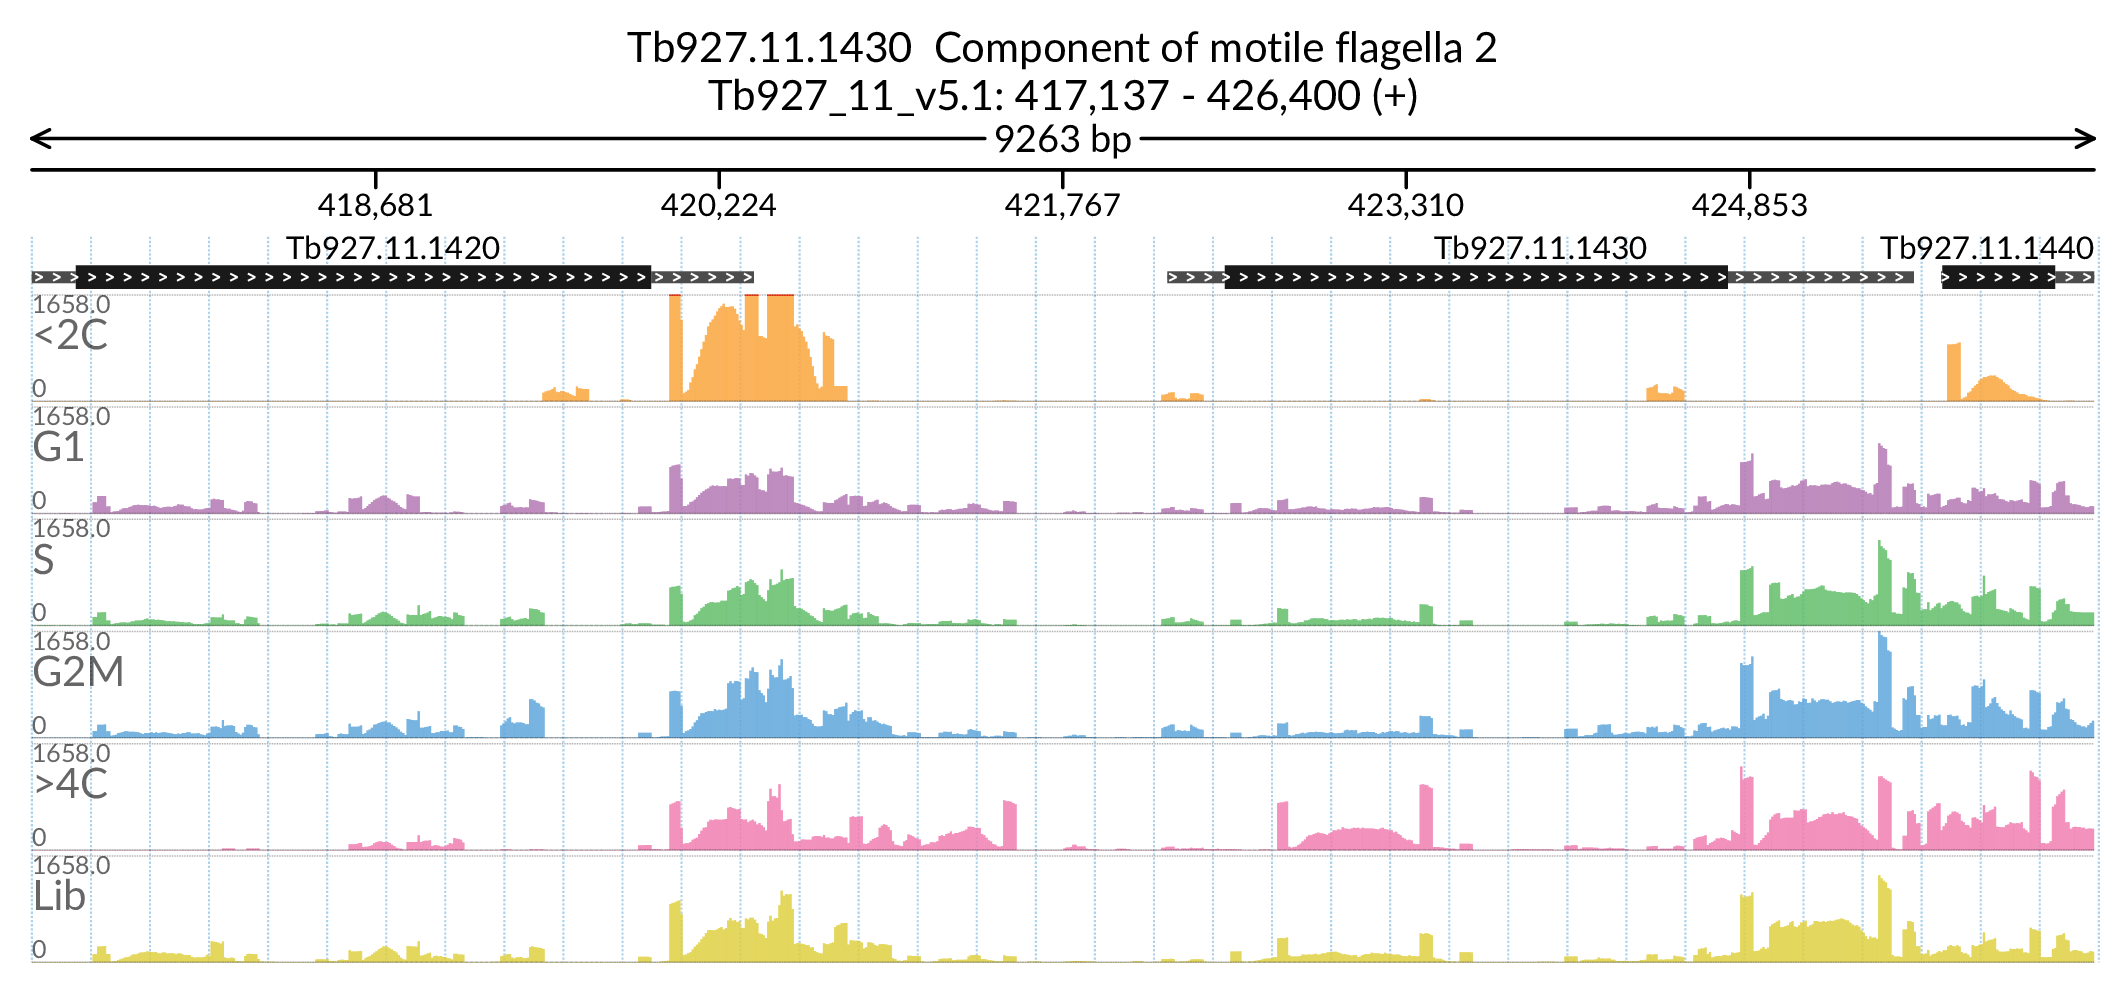 Tb927.11.1430  Component of motile flagella 2
Tb927_11_v5.1: 417,137 - 426,400 (+)
9263 bp
418,681 420,224 421,767 423,310 424,853
Tb927.11.1420 Tb927.11.1430 Tb927.11.1440
1658.0
<2C
0
1658.0
G1
0
1658.0
S
0
1658.0
G2M
0
1658.0
>4C
0
1658.0
Lib
0